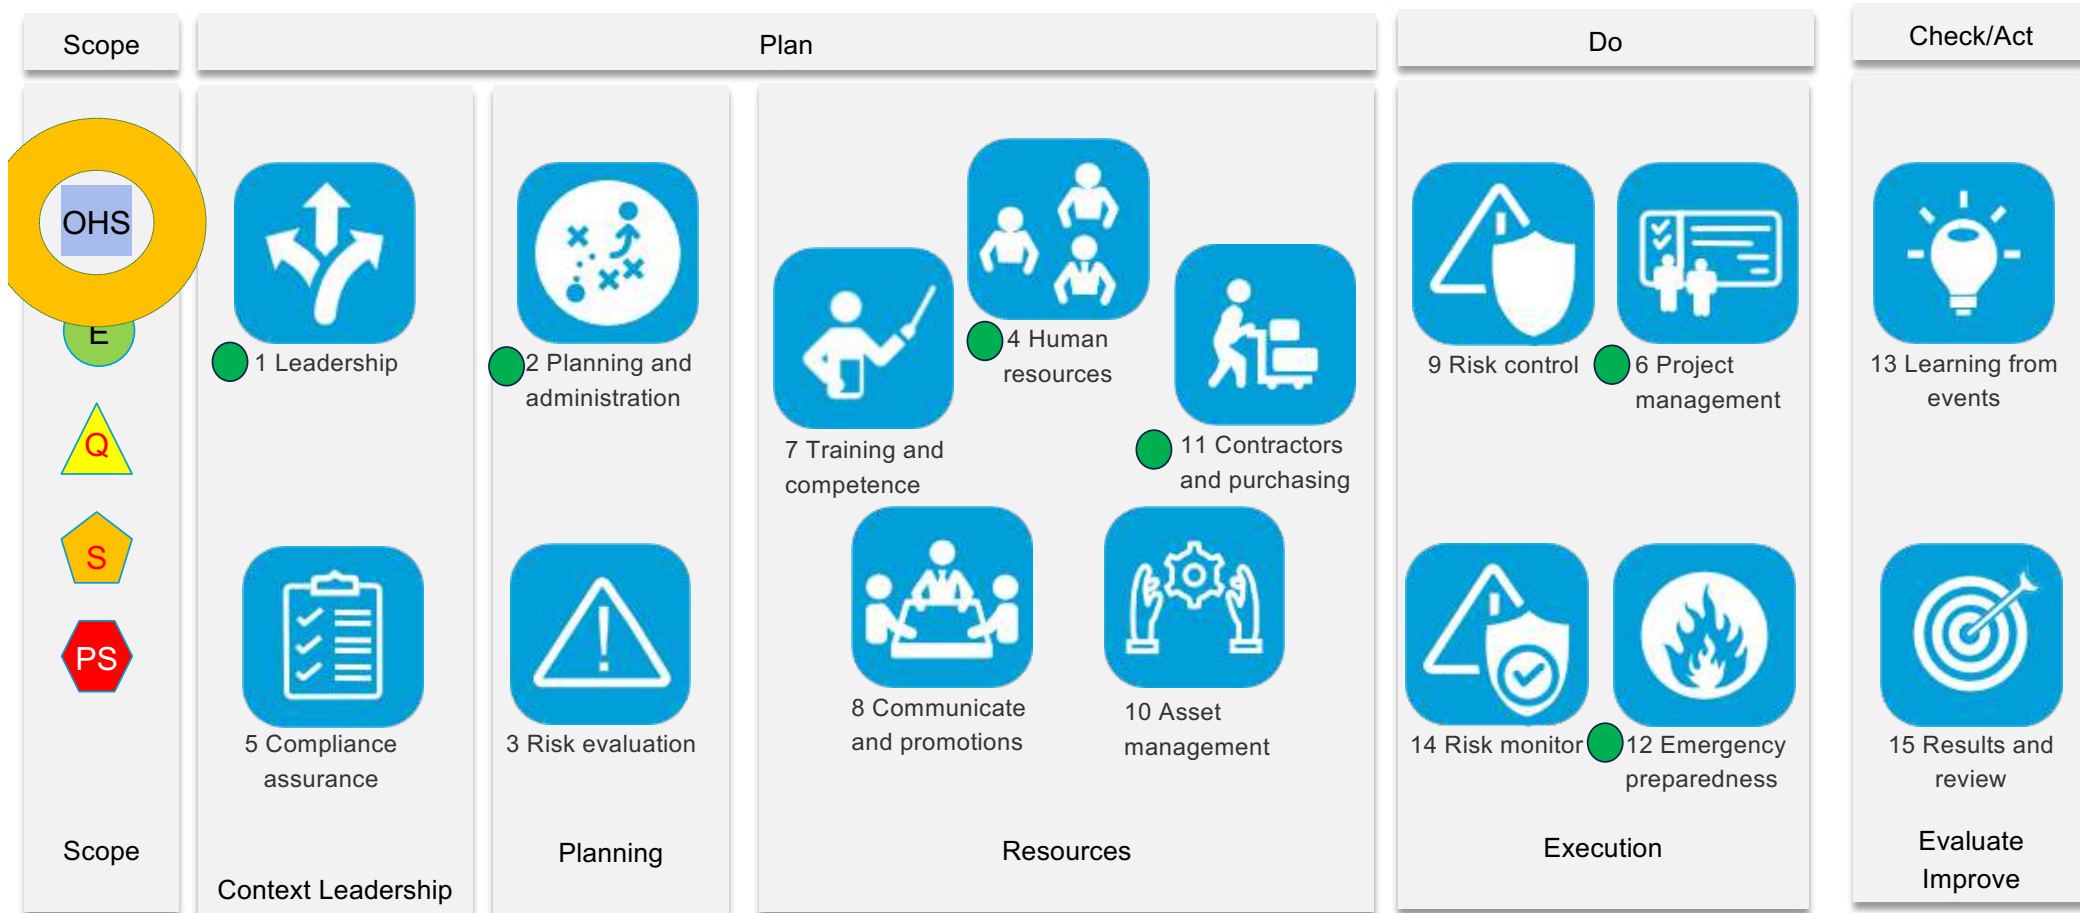 Scope
Plan
Do
Check/Act
OHS
E
Q
S
PS
Scope
1 Leadership
5 Compliance
assurance
Context Leadership
2 Planning and
administration
3 Risk evaluation
Planning
4 Human
resources
7 Training and
competence
11 Contractors
and purchasing
8 Communicate
and promotions
10 Asset
management
Resources
9 Risk control
6 Project
management
14 Risk monitor
12 Emergency
preparedness
Execution
13 Learning from
events
15 Results and
review
Evaluate
Improve